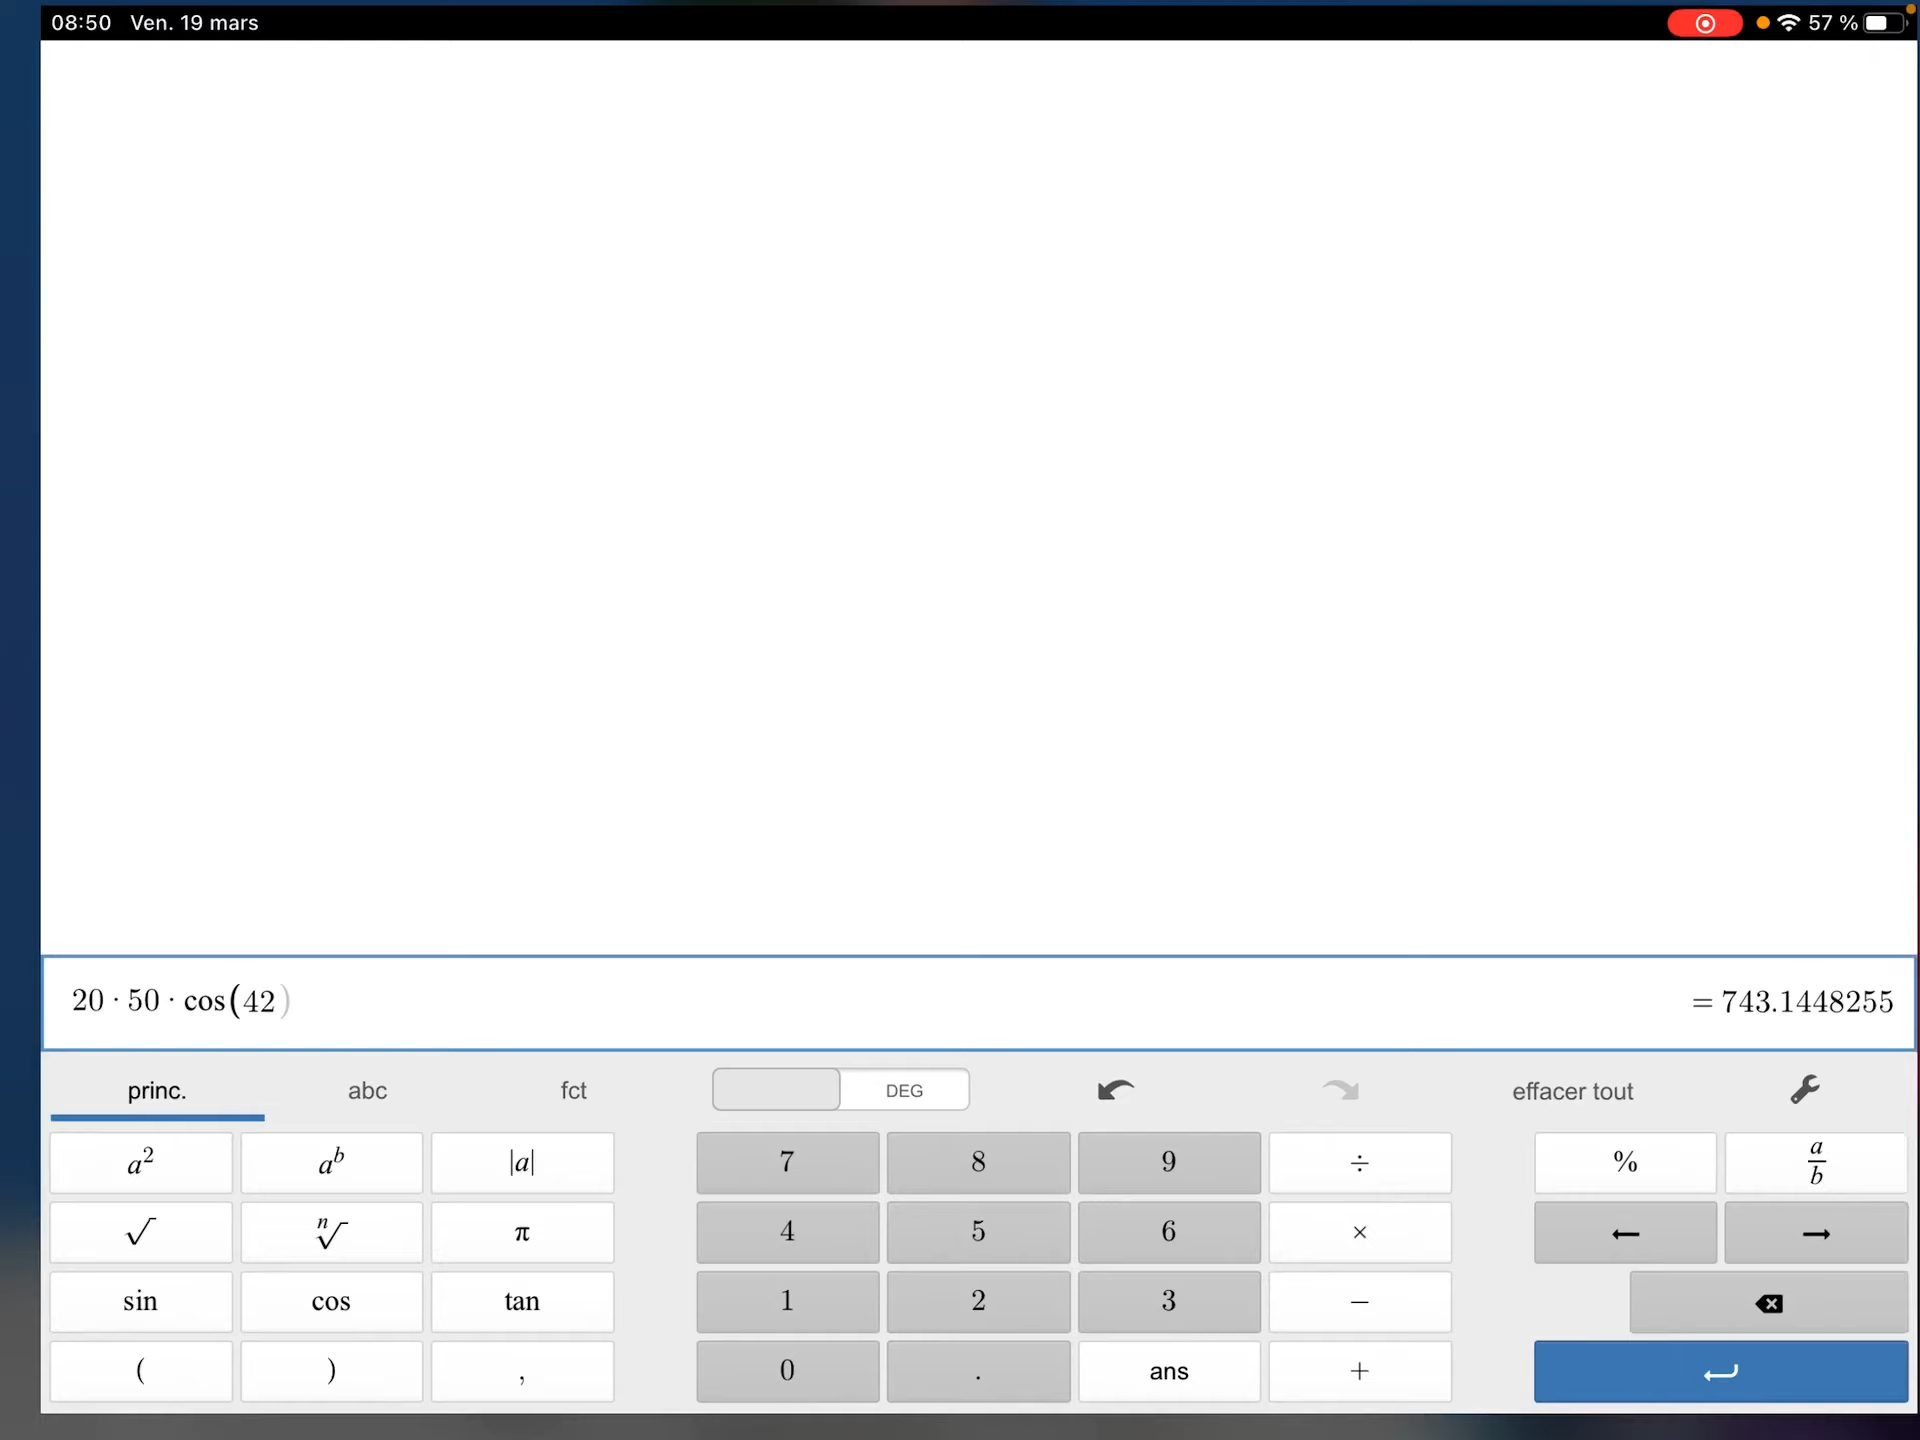 08:50 Ven. 19 mars 57 %
20 · 50 · cos(42) = 743.1448255
princ. abc fct DEG effacer tout
a² aᵇ |a| 7 8 9 ÷ % a/b
√ ⁿ√ π 4 5 6 × ← →
sin cos tan 1 2 3 −
( ) , 0 . ans +